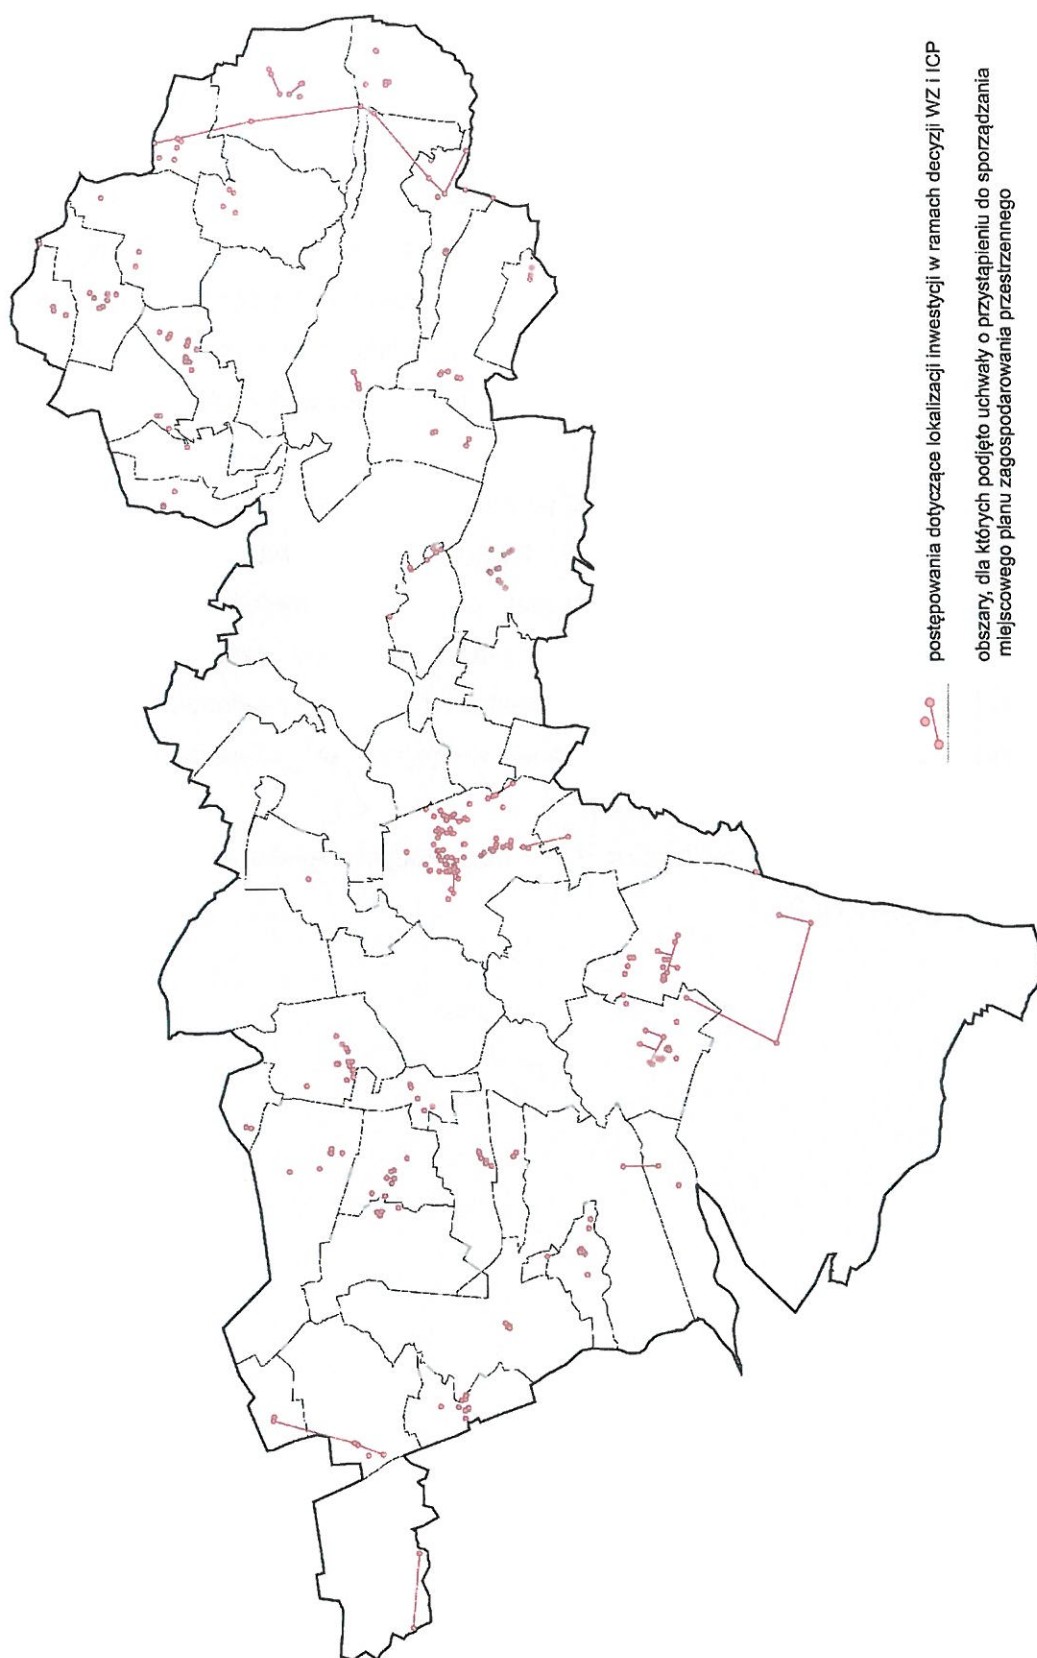 postępowania dotyczące lokalizacji inwestycji w ramach decyzji WZ i ICP
obszary, dla których podjęto uchwały o przystąpieniu do sporządzania
miejscowego planu zagospodarowania przestrzennego